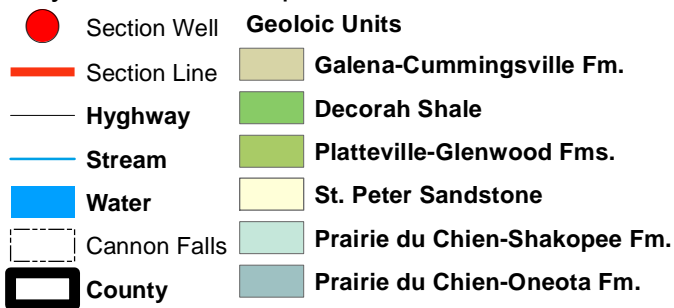 Section Well
Section Line
Hyghway
Stream
Water
Cannon Falls
County
Geoloic Units
Galena-Cummingsville Fm.
Decorah Shale
Platteville-Glenwood Fms.
St. Peter Sandstone
Prairie du Chien-Shakopee Fm.
Prairie du Chien-Oneota Fm.